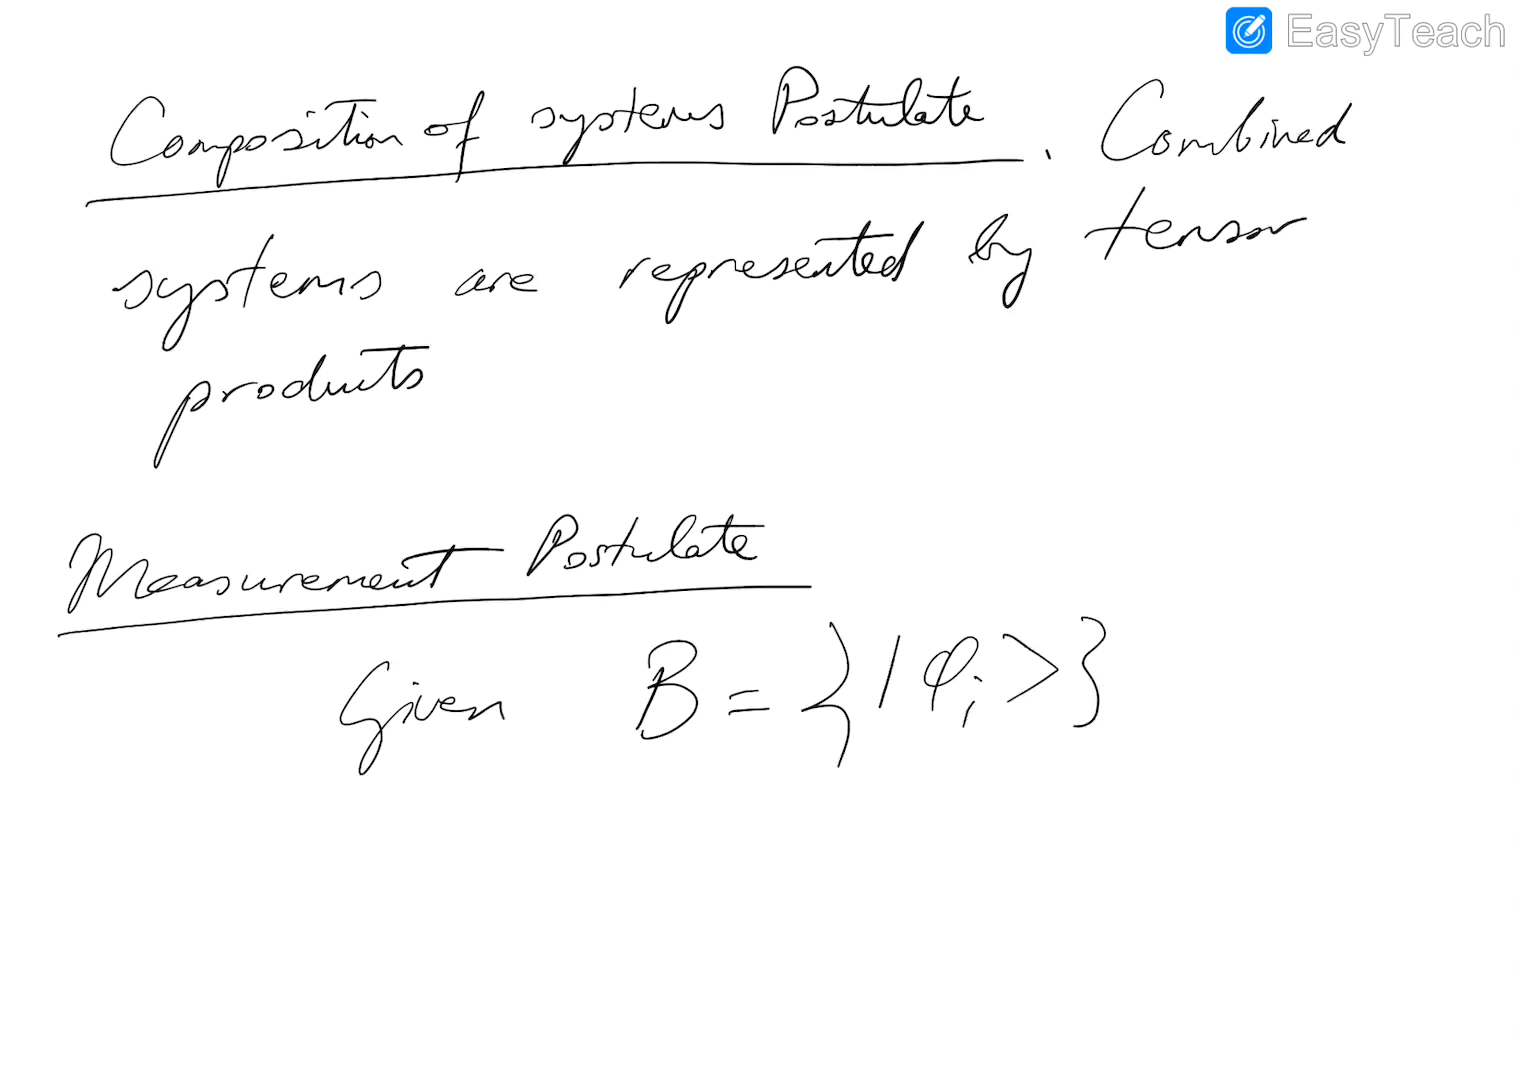 EasyTeach
Composition of systems Postulate. Combined
systems are represented by tensor
products
Measurement Postulate
Given B = {|φi>}